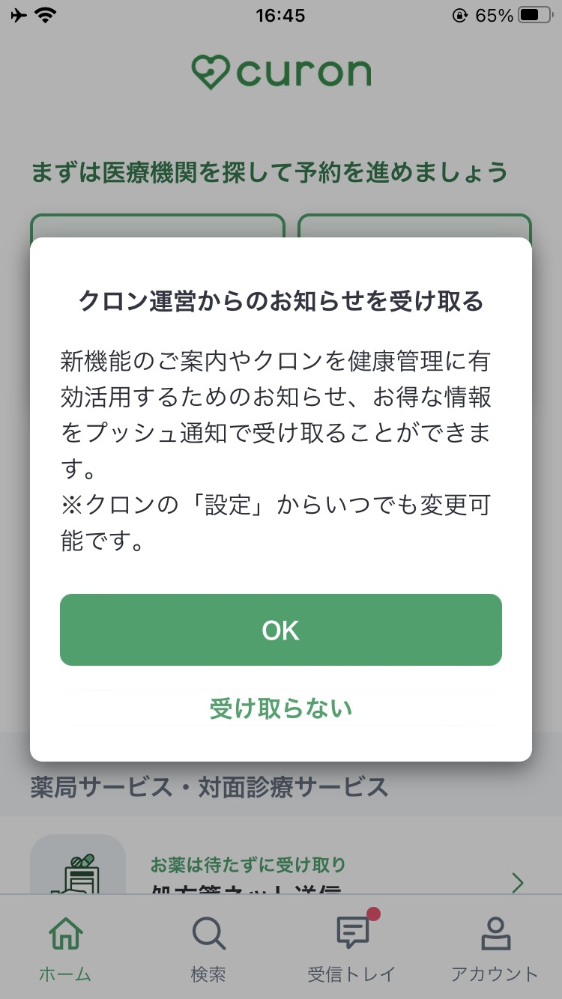 16:45
65%
curon
まずは医療機関を探して予約を進めましょう
クロン運営からのお知らせを受け取る
新機能のご案内やクロンを健康管理に有
効活用するためのお知らせ、お得な情報
をプッシュ通知で受け取ることができま
す。
※クロンの「設定」からいつでも変更可
能です。
OK
受け取らない
薬局サービス・対面診療サービス
お薬は待たずに受け取り
処方箋ネット送信
ホーム
検索
受信トレイ
アカウント